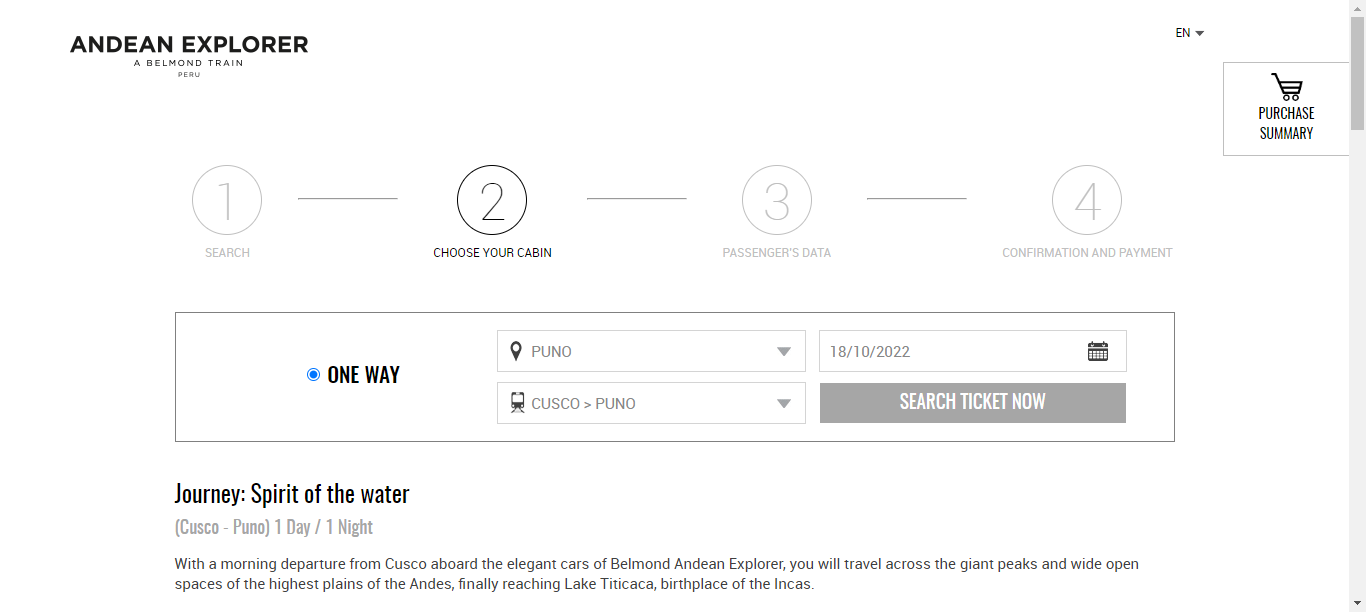 ANDEAN EXPLORER
A BELMOND TRAIN
PERU
EN
PURCHASE
SUMMARY
1
2
3
4
SEARCH
CHOOSE YOUR CABIN
PASSENGER'S DATA
CONFIRMATION AND PAYMENT
ONE WAY
PUNO
18/10/2022
CUSCO > PUNO
SEARCH TICKET NOW
Journey: Spirit of the water
(Cusco - Puno) 1 Day / 1 Night
With a morning departure from Cusco aboard the elegant cars of Belmond Andean Explorer, you will travel across the giant peaks and wide open
spaces of the highest plains of the Andes, finally reaching Lake Titicaca, birthplace of the Incas.